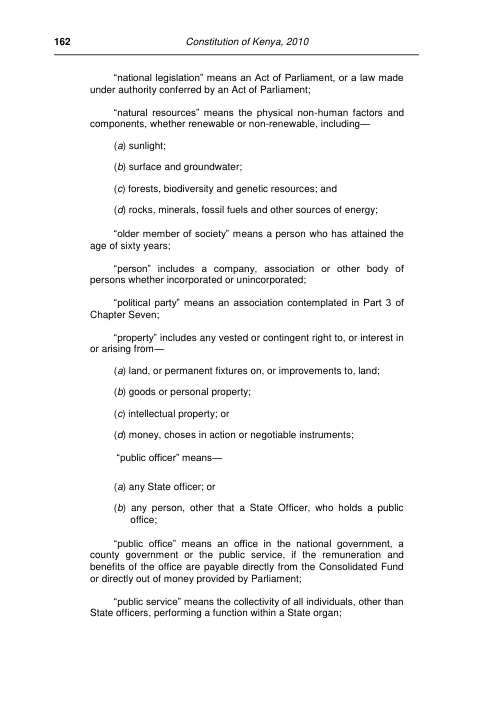 162 Constitution of Kenya, 2010
“national legislation” means an Act of Parliament, or a law made
under authority conferred by an Act of Parliament;
“natural resources” means the physical non-human factors and
components, whether renewable or non-renewable, including—
(a) sunlight;
(b) surface and groundwater;
(c) forests, biodiversity and genetic resources; and
(d) rocks, minerals, fossil fuels and other sources of energy;
“older member of society” means a person who has attained the
age of sixty years;
“person” includes a company, association or other body of
persons whether incorporated or unincorporated;
“political party” means an association contemplated in Part 3 of
Chapter Seven;
“property” includes any vested or contingent right to, or interest in
or arising from—
(a) land, or permanent fixtures on, or improvements to, land;
(b) goods or personal property;
(c) intellectual property; or
(d) money, choses in action or negotiable instruments;
“public officer” means—
(a) any State officer; or
(b) any person, other that a State Officer, who holds a public
office;
“public office” means an office in the national government, a
county government or the public service, if the remuneration and
benefits of the office are payable directly from the Consolidated Fund
or directly out of money provided by Parliament;
“public service” means the collectivity of all individuals, other than
State officers, performing a function within a State organ;